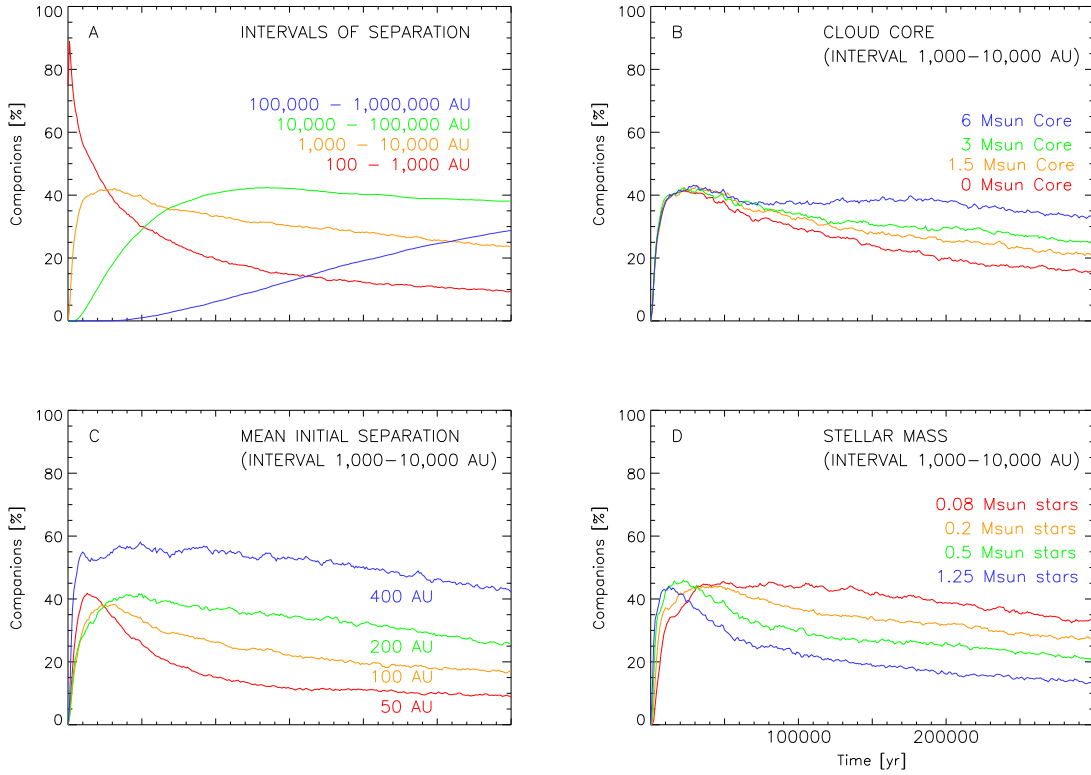 A
INTERVALS OF SEPARATION
100,000 – 1,000,000 AU
10,000 – 100,000 AU
1,000 – 10,000 AU
100 – 1,000 AU
Companions [%]
100
80
60
40
20
0
B
CLOUD CORE
(INTERVAL 1,000–10,000 AU)
6 Msun Core
3 Msun Core
1.5 Msun Core
0 Msun Core
Companions [%]
100
80
60
40
20
0
C
MEAN INITIAL SEPARATION
(INTERVAL 1,000–10,000 AU)
400 AU
200 AU
100 AU
50 AU
Companions [%]
100
80
60
40
20
0
D
STELLAR MASS
(INTERVAL 1,000–10,000 AU)
0.08 Msun stars
0.2 Msun stars
0.5 Msun stars
1.25 Msun stars
Companions [%]
100
80
60
40
20
0
100000
200000
Time [yr]